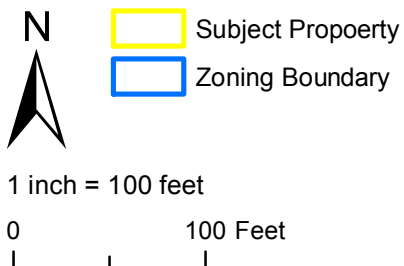 N
Subject Propoerty
Zoning Boundary
1 inch = 100 feet
0 100 Feet